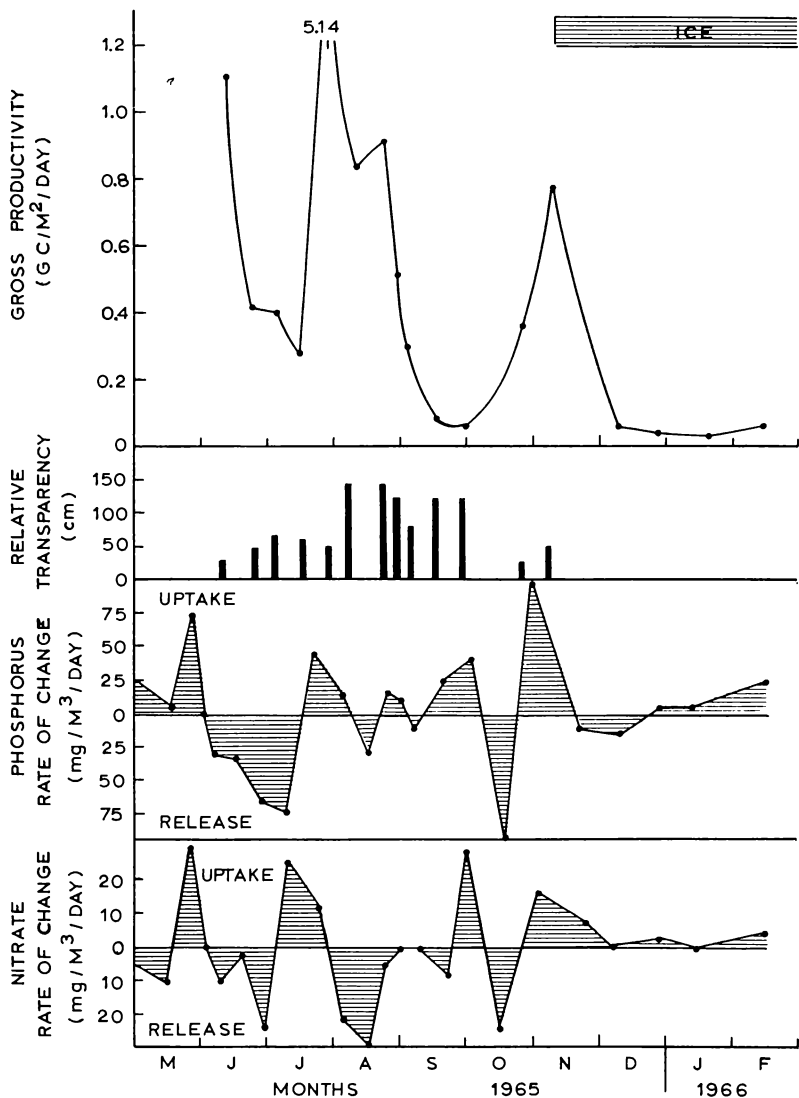 5.14
ICE
GROSS PRODUCTIVITY
(G C/M²/DAY)
1.2
1.0
0.8
0.6
0.4
0.2
0
RELATIVE
TRANSPARENCY
(cm)
150
100
50
0
PHOSPHORUS
RATE OF CHANGE
(mg/M³/DAY)
UPTAKE
75
50
25
0
25
50
75
RELEASE
NITRATE
RATE OF CHANGE
(mg/M³/DAY)
UPTAKE
20
10
0
10
20
RELEASE
M J J A S O N D J F
MONTHS 1965 1966